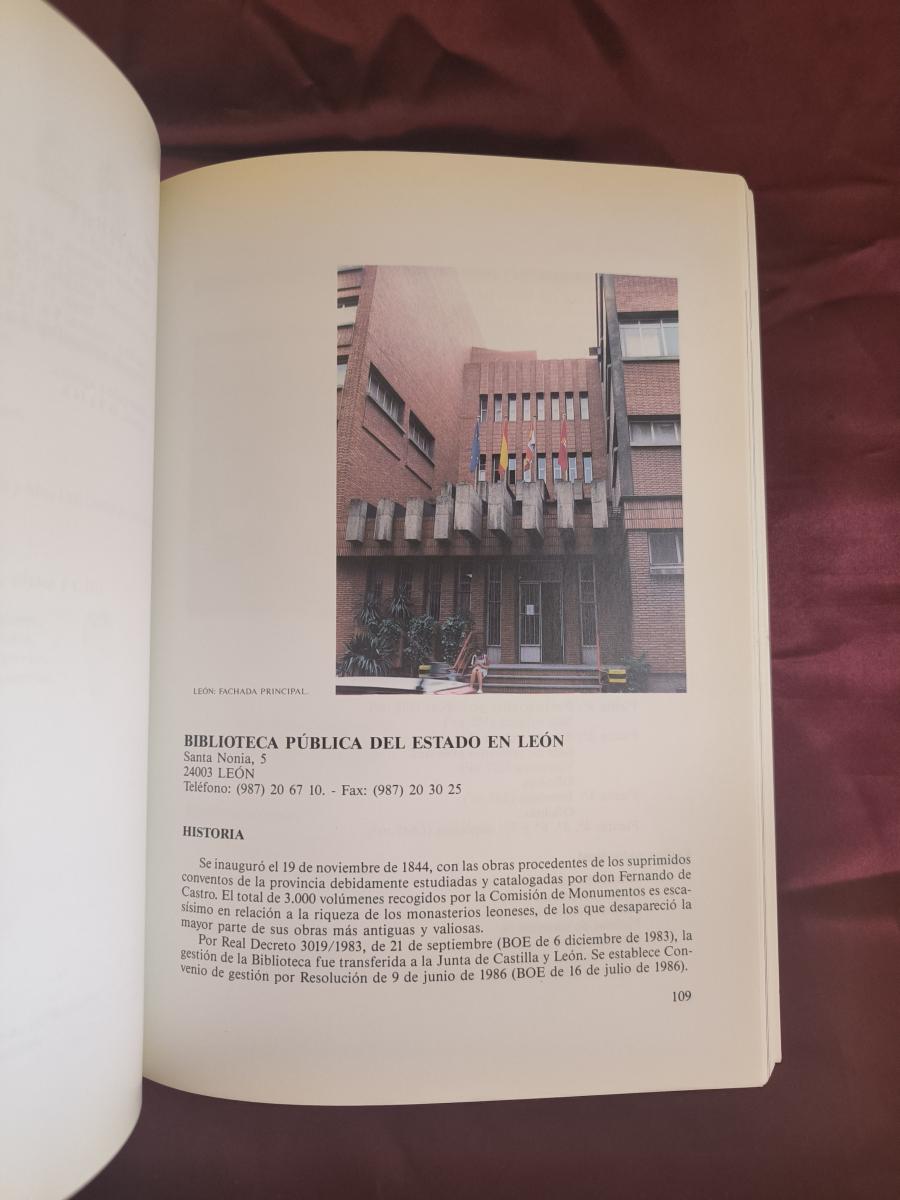 LEÓN: FACHADA PRINCIPAL.
BIBLIOTECA PÚBLICA DEL ESTADO EN LEÓN
Santa Nonia, 5
24003 LEÓN
Teléfono: (987) 20 67 10. - Fax: (987) 20 30 25
HISTORIA
Se inauguró el 19 de noviembre de 1844, con las obras procedentes de los suprimidos
conventos de la provincia debidamente estudiadas y catalogadas por don Fernando de
Castro. El total de 3.000 volúmenes recogidos por la Comisión de Monumentos es esca-
sísimo en relación a la riqueza de los monasterios leoneses, de los que desapareció la
mayor parte de sus obras más antiguas y valiosas.
Por Real Decreto 3019/1983, de 21 de septiembre (BOE de 6 diciembre de 1983), la
gestión de la Biblioteca fue transferida a la Junta de Castilla y León. Se establece Con-
venio de gestión por Resolución de 9 de junio de 1986 (BOE de 16 de julio de 1986).
109